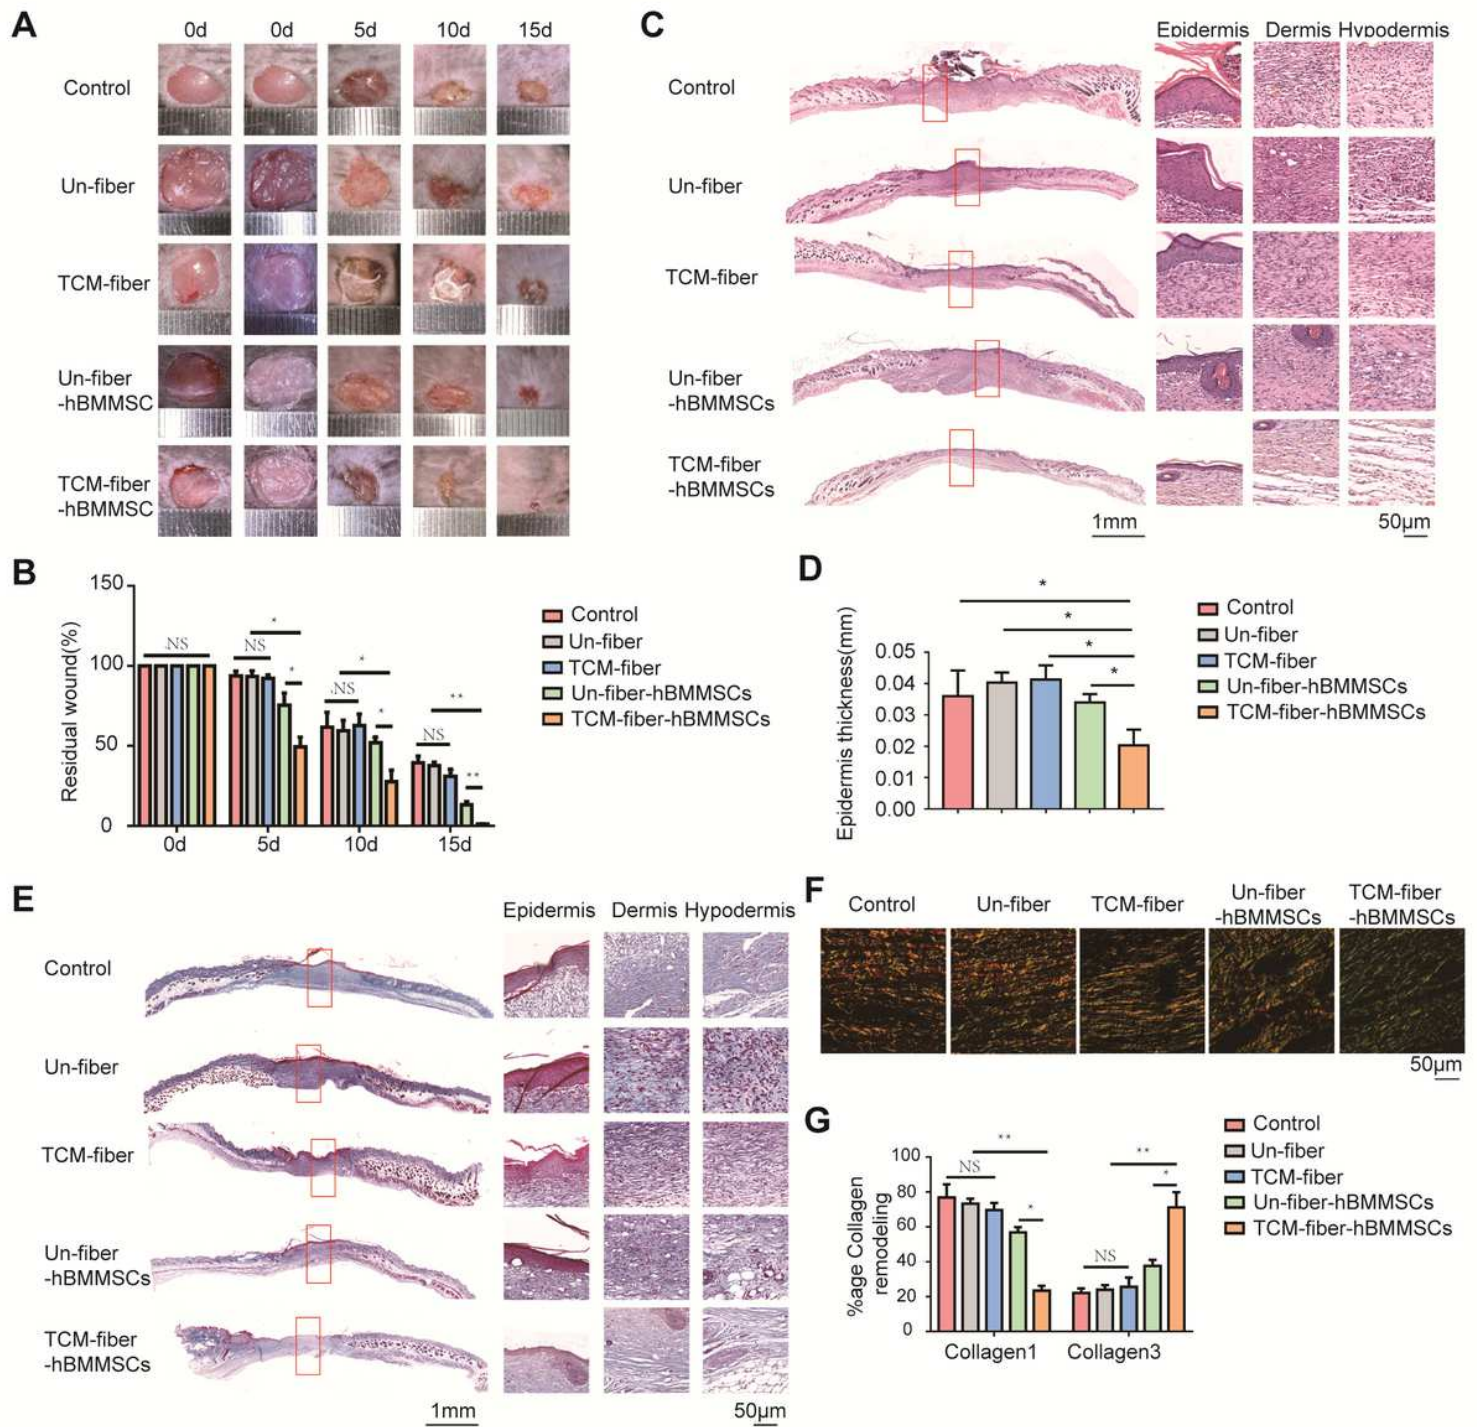 A
0d 0d 5d 10d 15d
Control
Un-fiber
TCM-fiber
Un-fiber
-hBMMSC
TCM-fiber
-hBMMSC
B
Residual wound(%)
150
100
50
0
NS
NS
*
*
NS
*
*
NS
**
**
0d 5d 10d 15d
Control
Un-fiber
TCM-fiber
Un-fiber-hBMMSCs
TCM-fiber-hBMMSCs
C
Epidermis Dermis Hypodermis
Control
Un-fiber
TCM-fiber
Un-fiber
-hBMMSCs
TCM-fiber
-hBMMSCs
1mm
50µm
D
Epidermis thickness(mm)
0.05
0.04
0.03
0.02
0.01
0.00
*
*
*
*
Control
Un-fiber
TCM-fiber
Un-fiber-hBMMSCs
TCM-fiber-hBMMSCs
E
Epidermis Dermis Hypodermis
Control
Un-fiber
TCM-fiber
Un-fiber
-hBMMSCs
TCM-fiber
-hBMMSCs
1mm
50µm
F
Control Un-fiber TCM-fiber Un-fiber
-hBMMSCs TCM-fiber
-hBMMSCs
50µm
G
%age Collagen
remodeling
100
80
60
40
20
0
NS
**
*
NS
**
*
Collagen1 Collagen3
Control
Un-fiber
TCM-fiber
Un-fiber-hBMMSCs
TCM-fiber-hBMMSCs